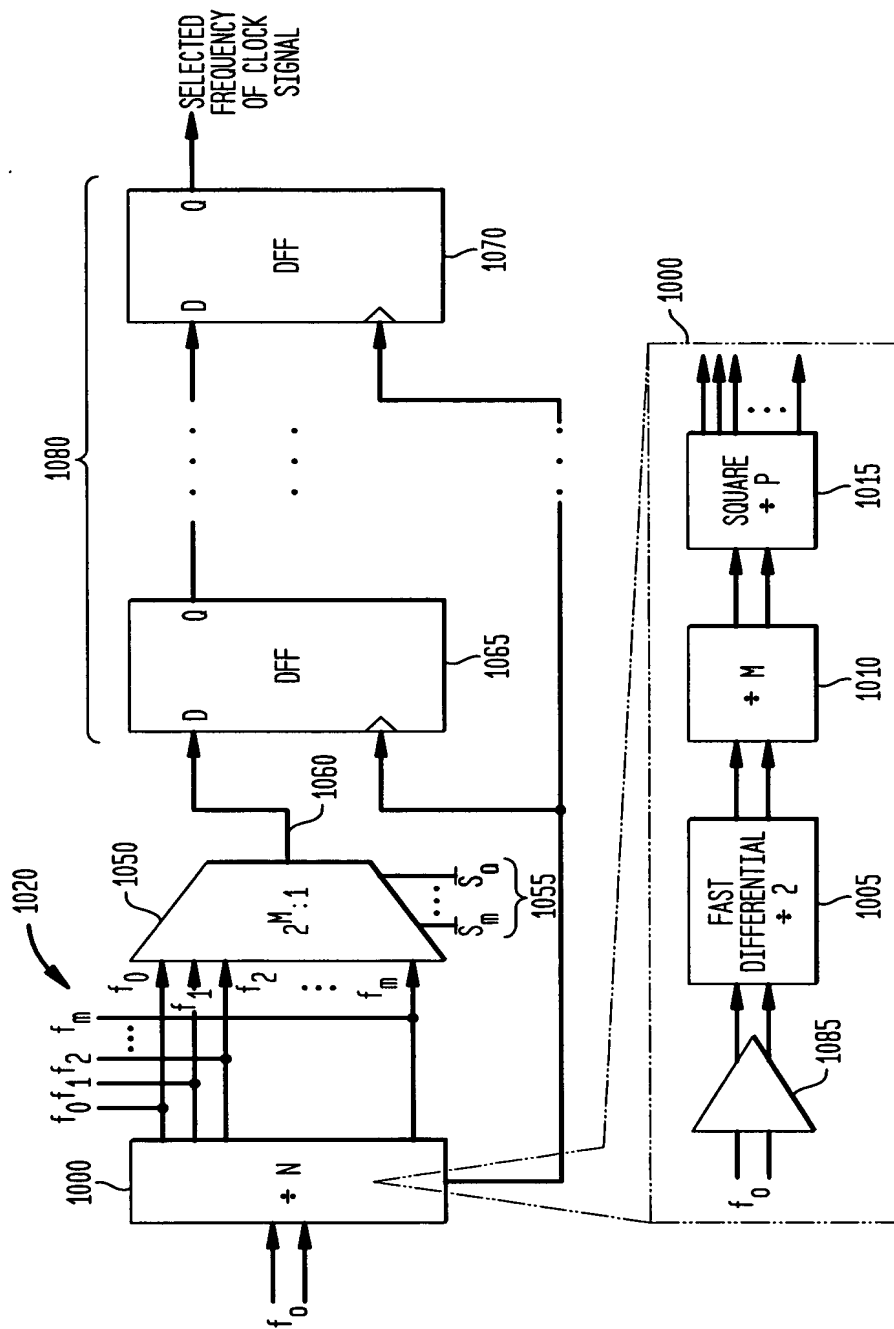 1020
1080
SELECTED
FREQUENCY
OF CLOCK
SIGNAL
f0 f1 f2 ... fm
1000
÷ N
f0
f0
f1
f2
...
fm
1050
2^M:1
1060
Sm ... S0
1055
D
Q
DFF
1065
...
D
Q
DFF
1070
1000
f0
1085
FAST
DIFFERENTIAL
÷ 2
1005
÷ M
1010
SQUARE
÷ P
1015
...